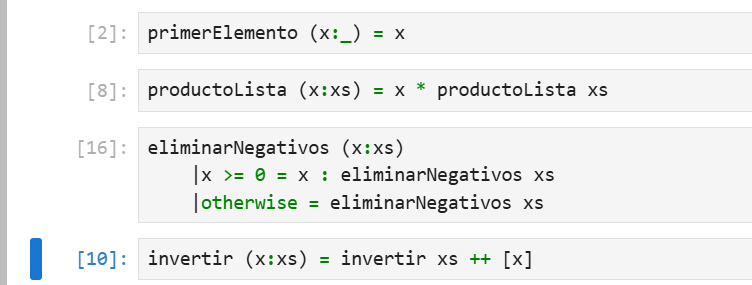 [2]: primerElemento (x:_) = x
[8]: productoLista (x:xs) = x * productoLista xs
[16]: eliminarNegativos (x:xs)
    |x >= 0 = x : eliminarNegativos xs
    |otherwise = eliminarNegativos xs
[10]: invertir (x:xs) = invertir xs ++ [x]